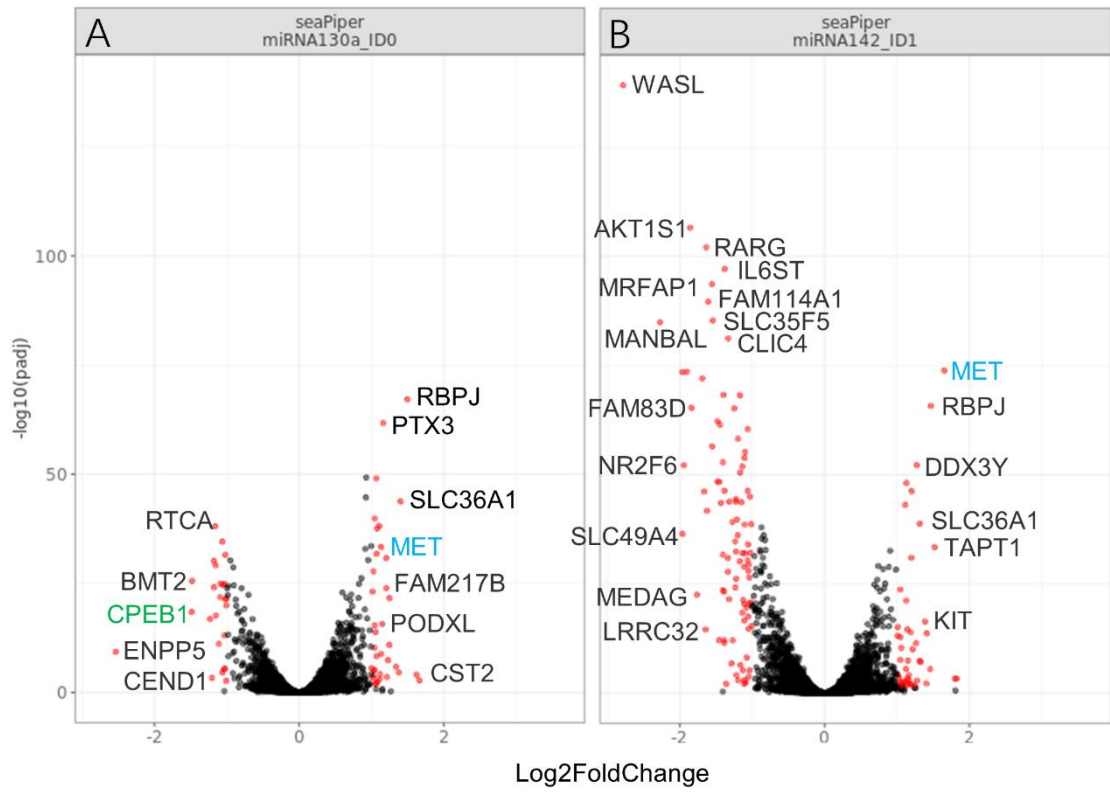 A
seaPiper
miRNA130a_ID0
B
seaPiper
miRNA142_ID1
-log10(padj)
100
50
0
RBPJ
PTX3
SLC36A1
RTCA
MET
BMT2
FAM217B
CPEB1
PODXL
ENPP5
CST2
CEND1
-2
0
2
WASL
AKT1S1
RARG
IL6ST
MRFAP1
FAM114A1
SLC35F5
MANBAL
CLIC4
MET
FAM83D
RBPJ
NR2F6
DDX3Y
SLC49A4
SLC36A1
TAPT1
MEDAG
KIT
LRRC32
-2
0
2
Log2FoldChange